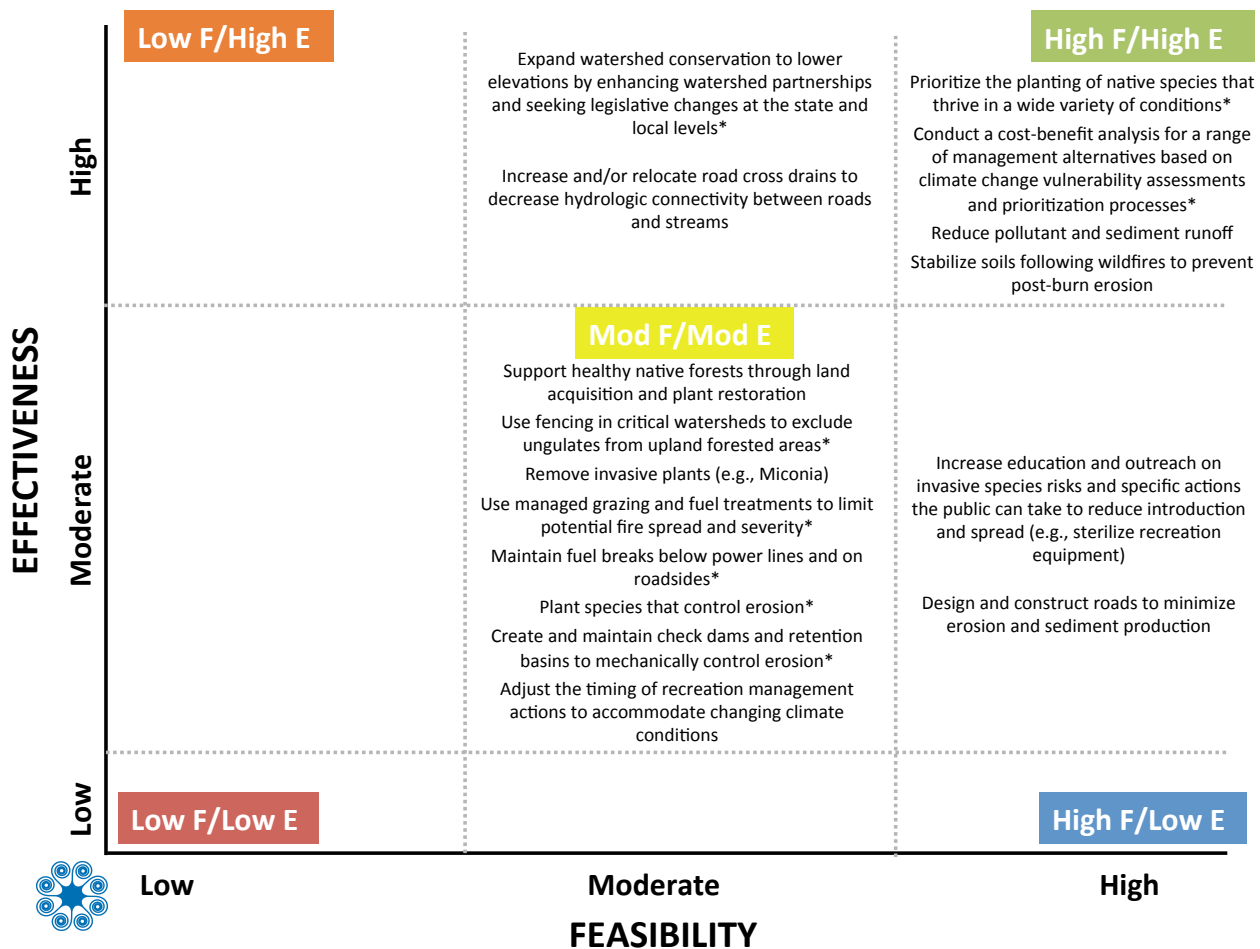 Low F/High E
Expand watershed conservation to lower
elevations by enhancing watershed partnerships
and seeking legislative changes at the state and
local levels*
Increase and/or relocate road cross drains to
decrease hydrologic connectivity between roads
and streams
High F/High E
Prioritize the planting of native species that
thrive in a wide variety of conditions*
Conduct a cost-benefit analysis for a range
of management alternatives based on
climate change vulnerability assessments
and prioritization processes*
Reduce pollutant and sediment runoff
Stabilize soils following wildfires to prevent
post-burn erosion
High
EFFECTIVENESS
Moderate
Mod F/Mod E
Support healthy native forests through land
acquisition and plant restoration
Use fencing in critical watersheds to exclude
ungulates from upland forested areas*
Remove invasive plants (e.g., Miconia)
Use managed grazing and fuel treatments to limit
potential fire spread and severity*
Maintain fuel breaks below power lines and on
roadsides*
Plant species that control erosion*
Create and maintain check dams and retention
basins to mechanically control erosion*
Adjust the timing of recreation management
actions to accommodate changing climate
conditions
Increase education and outreach on
invasive species risks and specific actions
the public can take to reduce introduction
and spread (e.g., sterilize recreation
equipment)
Design and construct roads to minimize
erosion and sediment production
Low
Low F/Low E
High F/Low E
Low
Moderate
High
FEASIBILITY